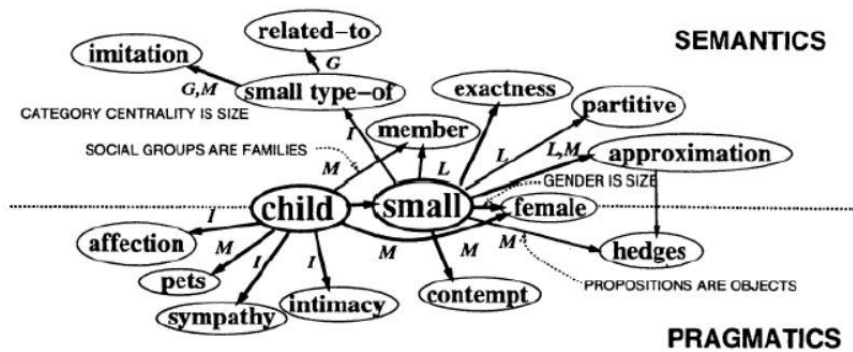 related-to
SEMANTICS
imitation
G
G,M
small type-of
exactness
partitive
CATEGORY CENTRALITY IS SIZE
member
I
L
L,M
approximation
SOCIAL GROUPS ARE FAMILIES
M
L
GENDER IS SIZE
child
small
female
I
affection
M
I
I
M
M
M
hedges
pets
intimacy
contempt
PROPOSITIONS ARE OBJECTS
sympathy
PRAGMATICS